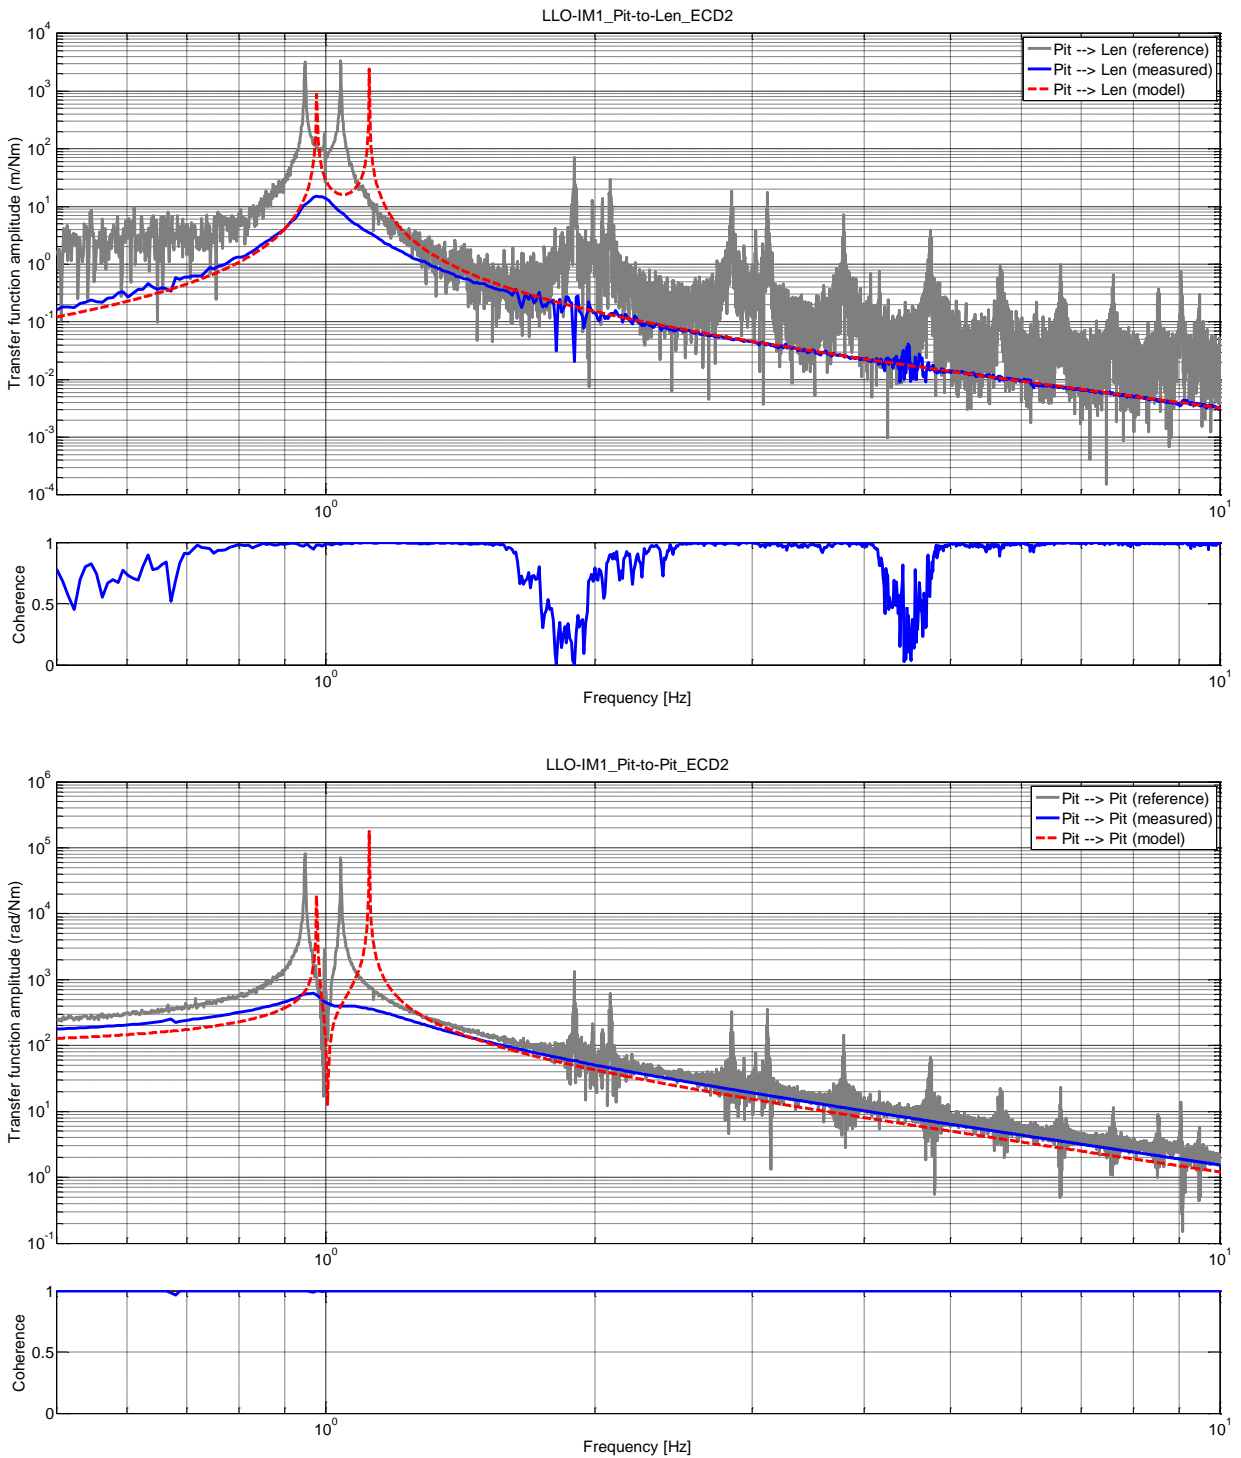 LLO-IM1_Pit-to-Len_ECD2
Transfer function amplitude (m/Nm)
10^4
10^3
10^2
10^1
10^0
10^-1
10^-2
10^-3
10^-4
Pit --> Len (reference)
Pit --> Len (measured)
Pit --> Len (model)
10^0
10^1
Coherence
1
0.5
0
10^0
10^1
Frequency [Hz]
LLO-IM1_Pit-to-Pit_ECD2
Transfer function amplitude (rad/Nm)
10^6
10^5
10^4
10^3
10^2
10^1
10^0
10^-1
Pit --> Pit (reference)
Pit --> Pit (measured)
Pit --> Pit (model)
10^0
10^1
Coherence
1
0.5
0
10^0
10^1
Frequency [Hz]